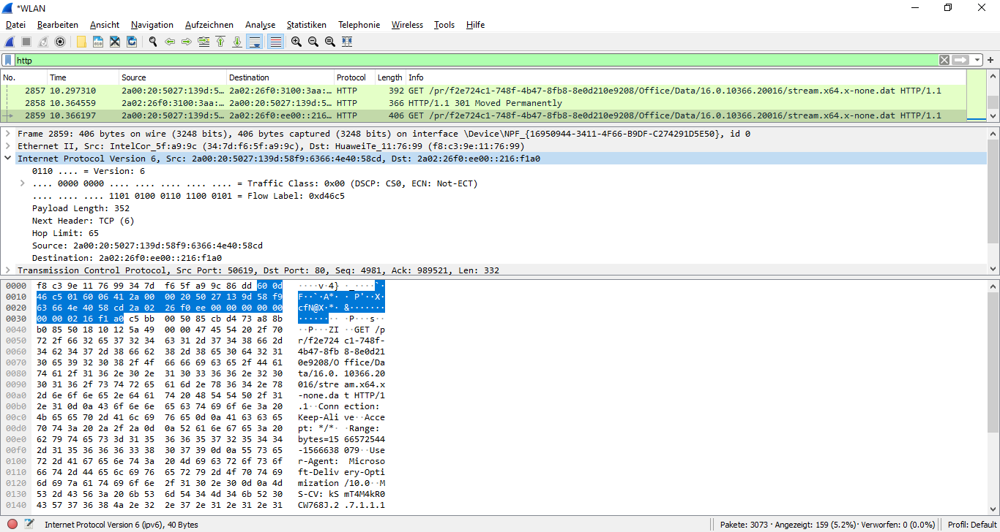 *WLAN
Datei Bearbeiten Ansicht Navigation Aufzeichnen Analyse Statistiken Telephonie Wireless Tools Hilfe
http
No. Time Source Destination Protocol Length Info
2857 10.297310 2a00:20:5027:139d:5… 2a02:26f0:3100:3aa:… HTTP 392 GET /pr/f2e724c1-748f-4b47-8fb8-8e0d210e9208/Office/Data/16.0.10366.20016/stream.x64.x-none.dat HTTP/1.1
2858 10.364559 2a02:26f0:3100:3aa:… 2a00:20:5027:139d:5… HTTP 366 HTTP/1.1 301 Moved Permanently
2859 10.366197 2a00:20:5027:139d:5… 2a02:26f0:ee00::216… HTTP 406 GET /pr/f2e724c1-748f-4b47-8fb8-8e0d210e9208/Office/Data/16.0.10366.20016/stream.x64.x-none.dat HTTP/1.1
Frame 2859: 406 bytes on wire (3248 bits), 406 bytes captured (3248 bits) on interface \Device\NPF_{16950944-3411-4F66-B9DF-C274291D5E50}, id 0
Ethernet II, Src: IntelCor_5f:a9:9c (34:7d:f6:5f:a9:9c), Dst: HuaweiTe_11:76:99 (f8:c3:9e:11:76:99)
Internet Protocol Version 6, Src: 2a00:20:5027:139d:58f9:6366:4e40:58cd, Dst: 2a02:26f0:ee00::216:f1a0
0110 .... = Version: 6
.... 0000 0000 .... .... .... .... .... = Traffic Class: 0x00 (DSCP: CS0, ECN: Not-ECT)
.... .... .... 1101 0100 0110 1100 0101 = Flow Label: 0xd46c5
Payload Length: 352
Next Header: TCP (6)
Hop Limit: 65
Source: 2a00:20:5027:139d:58f9:6366:4e40:58cd
Destination: 2a02:26f0:ee00::216:f1a0
Transmission Control Protocol, Src Port: 50619, Dst Port: 80, Seq: 4981, Ack: 989521, Len: 332
0000 f8 c3 9e 11 76 99 34 7d f6 5f a9 9c 86 dd 60 0d ····v·4} ·_····`·
0010 46 c5 01 60 06 41 2a 00 00 20 50 27 13 9d 58 f9 F··`·A*· · P'··X·
0020 63 66 4e 40 58 cd 2a 02 26 f0 ee 00 00 00 00 00 cfN@X·*· &·······
0030 00 00 02 16 f1 a0 c5 bb 00 50 85 cb d4 73 a8 8b ········ ·P···s··
0040 b0 85 50 18 10 12 5a 49 00 00 47 45 54 20 2f 70 ··P···ZI ··GET /p
0050 72 2f 66 32 65 37 32 34 63 31 2d 37 34 38 66 2d r/f2e724 c1-748f-
0060 34 62 34 37 2d 38 66 62 38 2d 38 65 30 64 32 31 4b47-8fb 8-8e0d21
0070 30 65 39 32 30 38 2f 4f 66 66 69 63 65 2f 44 61 0e9208/O ffice/Da
0080 74 61 2f 31 36 2e 30 2e 31 30 33 36 36 2e 32 30 ta/16.0. 10366.20
0090 30 31 36 2f 73 74 72 65 61 6d 2e 78 36 34 2e 78 016/stre am.x64.x
00a0 2d 6e 6f 6e 65 2e 64 61 74 20 48 54 54 50 2f 31 -none.da t HTTP/1
00b0 2e 31 0d 0a 43 6f 6e 6e 65 63 74 69 6f 6e 3a 20 .1··Conn ection:
00c0 4b 65 65 70 2d 41 6c 69 76 65 0d 0a 41 63 63 65 Keep-Ali ve··Acce
00d0 70 74 3a 20 2a 2f 2a 0d 0a 52 61 6e 67 65 3a 20 pt: */*· ·Range:
00e0 62 79 74 65 73 3d 31 35 36 36 35 37 32 35 34 34 bytes=15 66572544
00f0 2d 31 35 36 36 36 33 38 30 37 39 0d 0a 55 73 65 -1566638 079··Use
0100 72 2d 41 67 65 6e 74 3a 20 4d 69 63 72 6f 73 6f r-Agent: Microso
0110 66 74 2d 44 65 6c 69 76 65 72 79 2d 4f 70 74 69 ft-Deliv ery-Opti
0120 6d 69 7a 61 74 69 6f 6e 2f 31 30 2e 30 0d 0a 4d mization /10.0··M
0130 53 2d 43 56 3a 20 6b 53 6d 54 34 4d 34 6b 52 30 S-CV: kS mT4M4kR0
0140 43 57 37 36 38 4a 2e 32 2e 37 2e 31 2e 31 2e 31 CW768J.2 .7.1.1.1
Internet Protocol Version 6 (ipv6), 40 Bytes Pakete: 3073 · Angezeigt: 159 (5.2%) · Verworfen: 0 (0.0%) Profil: Default